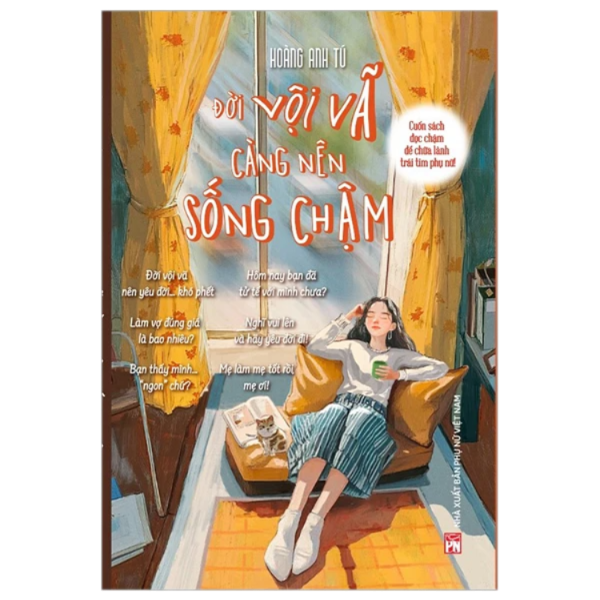 HOÀNG ANH TÚ
ĐỜI VỘI VÃ
CÀNG NÊN
SỐNG CHẬM
Cuốn sách
đọc chậm
để chữa lành
trái tim phụ nữ!
Đời vội vã
nên yêu đời... khó phết
Hôm nay bạn đã
tử tế với mình chưa?
Làm vợ đúng giá
là bao nhiêu?
Nghĩ vui lên
và hãy yêu đời đi!
Bạn thấy mình...
"ngon" chứ?
Mẹ làm mẹ tốt rồi,
mẹ ơi!
NHÀ XUẤT BẢN PHỤ NỮ VIỆT NAM
PN